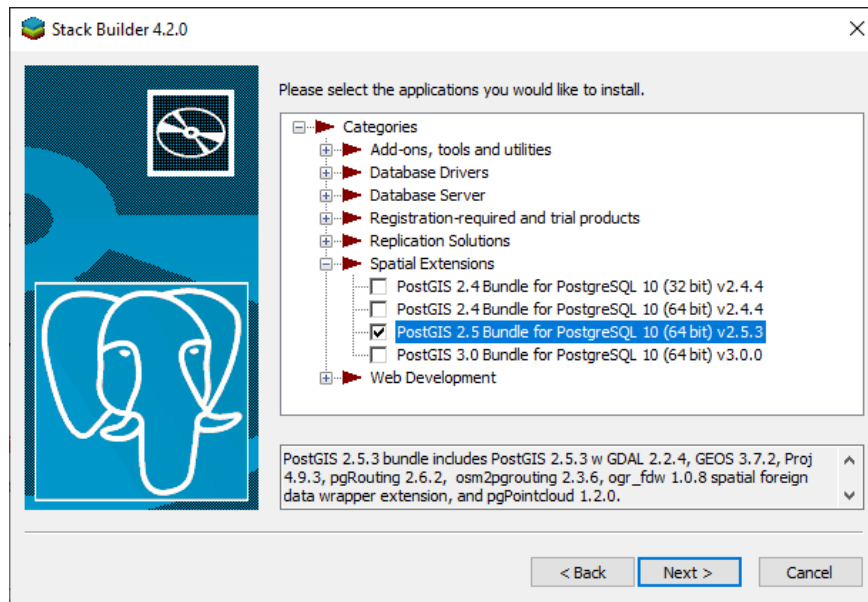 Stack Builder 4.2.0
Please select the applications you would like to install.
Categories
Add-ons, tools and utilities
Database Drivers
Database Server
Registration-required and trial products
Replication Solutions
Spatial Extensions
PostGIS 2.4 Bundle for PostgreSQL 10 (32 bit) v2.4.4
PostGIS 2.4 Bundle for PostgreSQL 10 (64 bit) v2.4.4
PostGIS 2.5 Bundle for PostgreSQL 10 (64 bit) v2.5.3
PostGIS 3.0 Bundle for PostgreSQL 10 (64 bit) v3.0.0
Web Development
PostGIS 2.5.3 bundle includes PostGIS 2.5.3 w GDAL 2.2.4, GEOS 3.7.2, Proj
4.9.3, pgRouting 2.6.2, osm2pgrouting 2.3.6, ogr_fdw 1.0.8 spatial foreign
data wrapper extension, and pgPointcloud 1.2.0.
< Back
Next >
Cancel